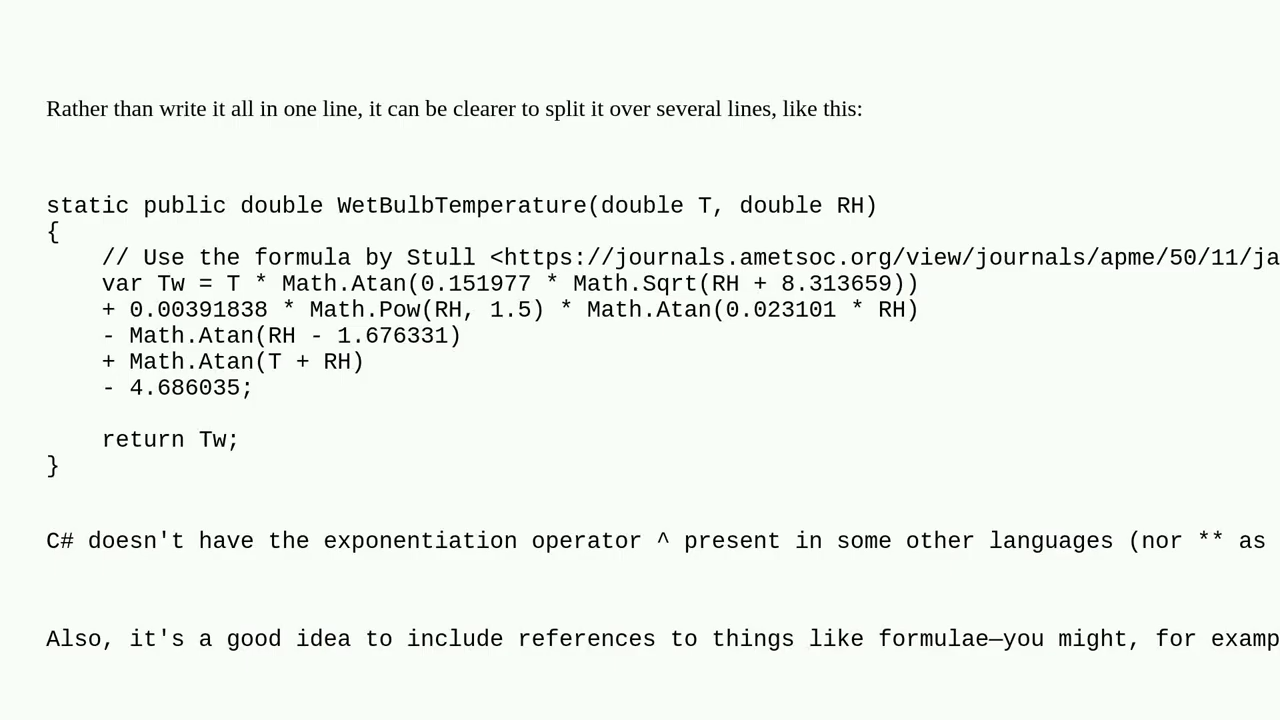 Rather than write it all in one line, it can be clearer to split it over several lines, like this:
static public double WetBulbTemperature(double T, double RH)
{
    // Use the formula by Stull <https://journals.ametsoc.org/view/journals/apme/50/11/ja
    var Tw = T * Math.Atan(0.151977 * Math.Sqrt(RH + 8.313659))
    + 0.00391838 * Math.Pow(RH, 1.5) * Math.Atan(0.023101 * RH)
    - Math.Atan(RH - 1.676331)
    + Math.Atan(T + RH)
    - 4.686035;
    return Tw;
}
C# doesn't have the exponentiation operator ^ present in some other languages (nor ** as
Also, it's a good idea to include references to things like formulae—you might, for examp